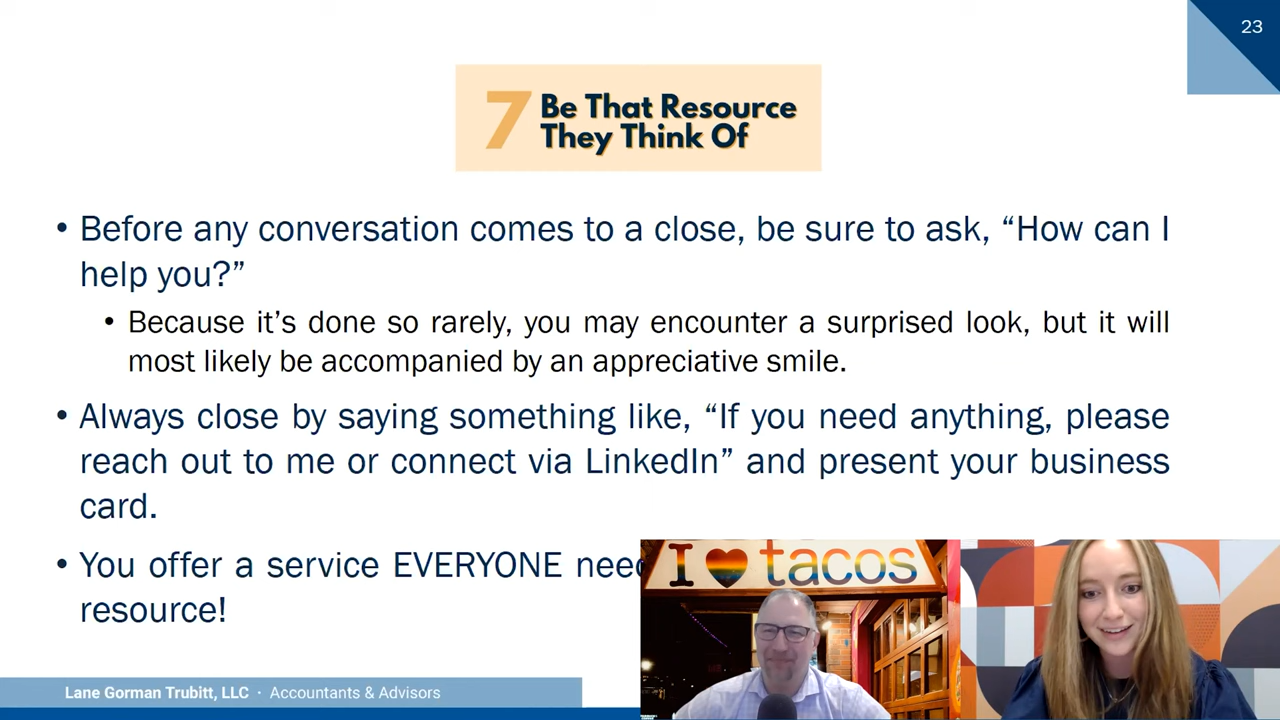 23
7 Be That Resource
They Think Of
• Before any conversation comes to a close, be sure to ask, “How can I
help you?”
• Because it’s done so rarely, you may encounter a surprised look, but it will
most likely be accompanied by an appreciative smile.
• Always close by saying something like, “If you need anything, please
reach out to me or connect via LinkedIn” and present your business
card.
• You offer a service EVERYONE
resource!
I ♥ tacos
Lane Gorman Trubitt, LLC · Accountants & Advisors